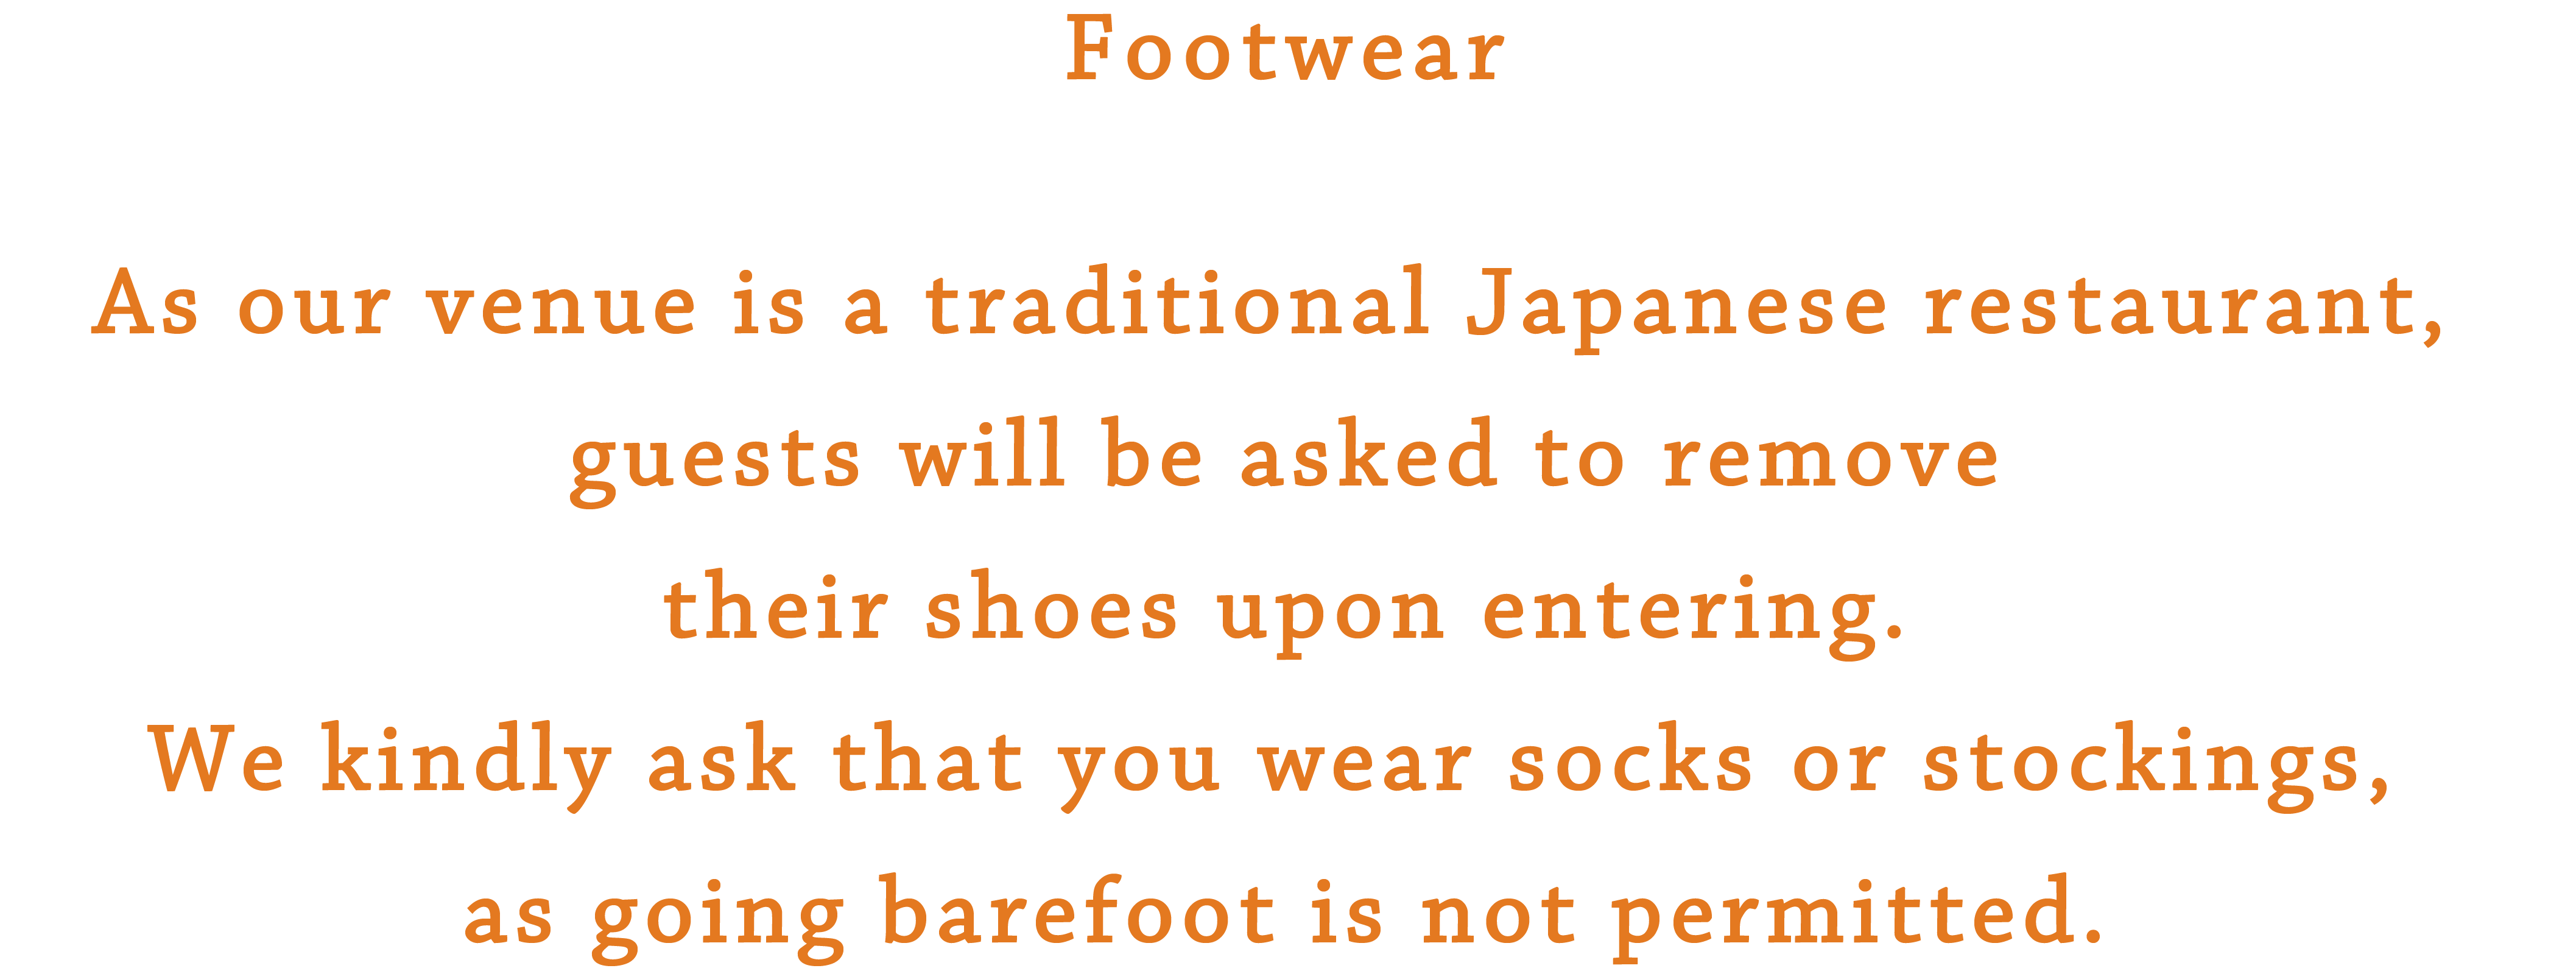 Footwear
As our venue is a traditional Japanese restaurant,
guests will be asked to remove
their shoes upon entering.
We kindly ask that you wear socks or stockings,
as going barefoot is not permitted.